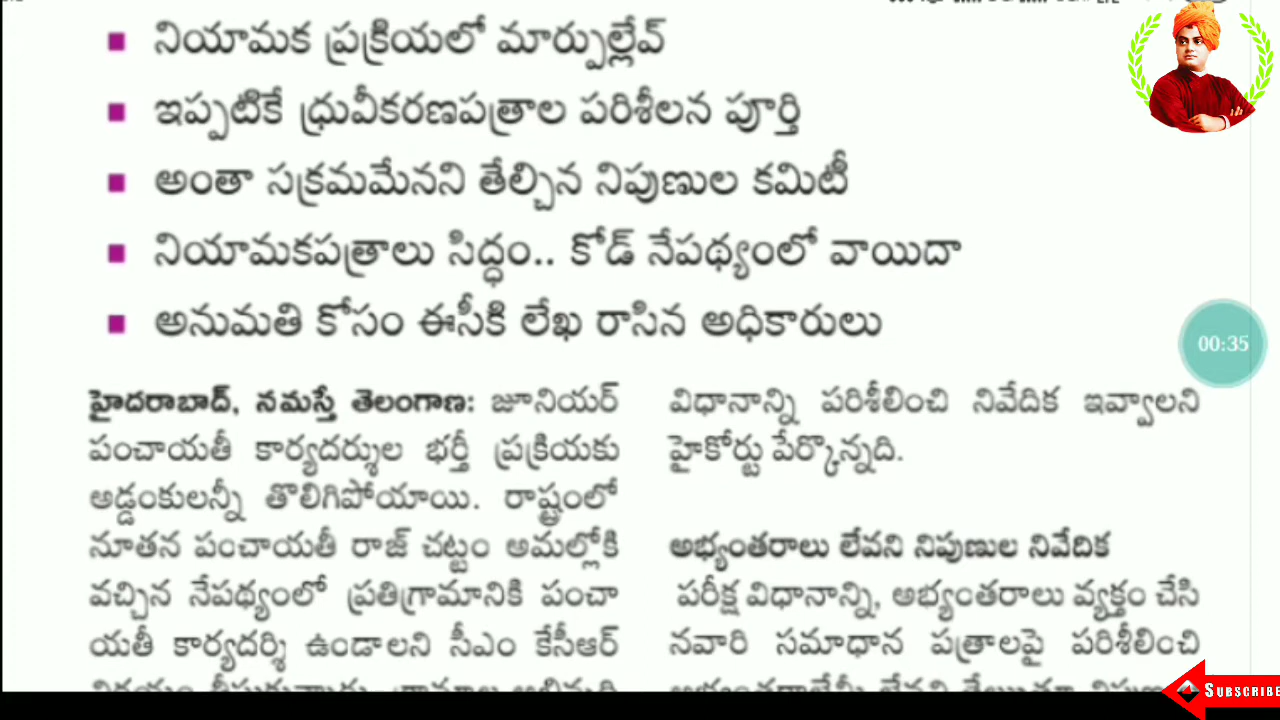 నియామక ప్రక్రియలో మార్పుల్లేవ్
ఇప్పటికే ధ్రువీకరణపత్రాల పరిశీలన పూర్తి
అంతా సక్రమమేనని తేల్చిన నిపుణుల కమిటీ
నియామకపత్రాలు సిద్ధం.. కోడ్ నేపథ్యంలో వాయిదా
అనుమతి కోసం ఈసీకి లేఖ రాసిన అధికారులు
00:35
హైదరాబాద్, నమస్తే తెలంగాణ: జూనియర్
పంచాయతీ కార్యదర్శుల భర్తీ ప్రక్రియకు
అడ్డంకులన్నీ తొలిగిపోయాయి. రాష్ట్రంలో
నూతన పంచాయతీ రాజ్ చట్టం అమల్లోకి
వచ్చిన నేపథ్యంలో ప్రతిగ్రామానికి పంచా
యతీ కార్యదర్శి ఉండాలని సీఎం కేసీఆర్
విధానాన్ని పరిశీలించి నివేదిక ఇవ్వాలని
హైకోర్టు పేర్కొన్నది.
అభ్యంతరాలు లేవని నిపుణుల నివేదిక
పరీక్ష విధానాన్ని, అభ్యంతరాలు వ్యక్తం చేసి
నవారి సమాధాన పత్రాలపై పరిశీలించి
SUBSCRIBE